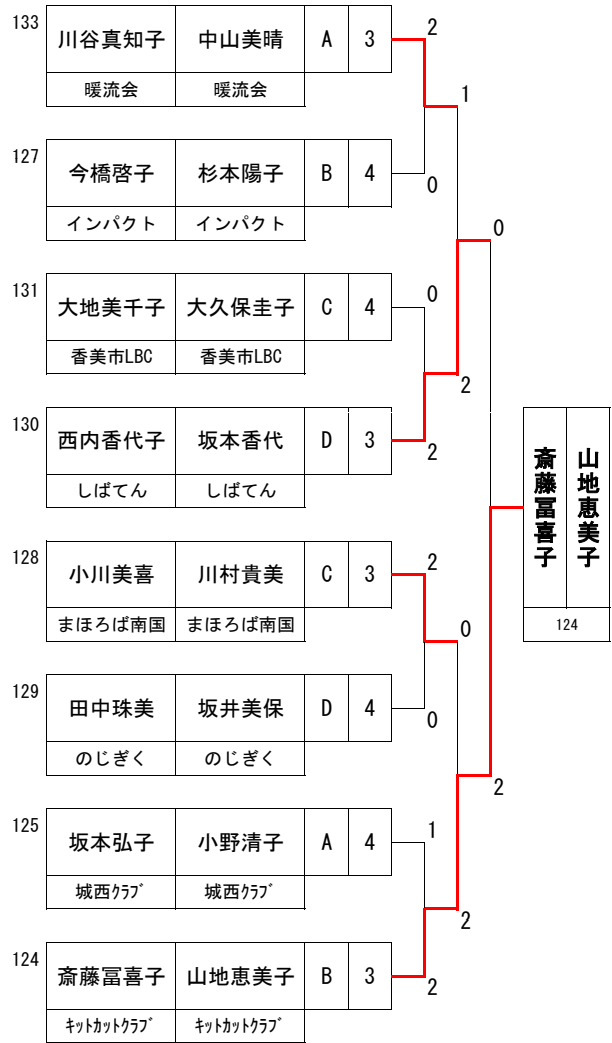 133 川谷真知子 中山美晴 A 3 2
暖流会 暖流会
1
127 今橋啓子 杉本陽子 B 4 0
インパクト インパクト
0
131 大地美千子 大久保圭子 C 4 0
香美市LBC 香美市LBC
2
130 西内香代子 坂本香代 D 3 2
しばてん しばてん
斎藤冨喜子
山地恵美子
124
128 小川美喜 川村貴美 C 3 2
まほろば南国 まほろば南国
0
129 田中珠美 坂井美保 D 4 0
のじぎく のじぎく
2
125 坂本弘子 小野清子 A 4 1
城西ｸﾗﾌﾞ 城西ｸﾗﾌﾞ
2
124 斎藤冨喜子 山地恵美子 B 3 2
ｷｯﾄｶｯﾄｸﾗﾌﾞ ｷｯﾄｶｯﾄｸﾗﾌﾞ